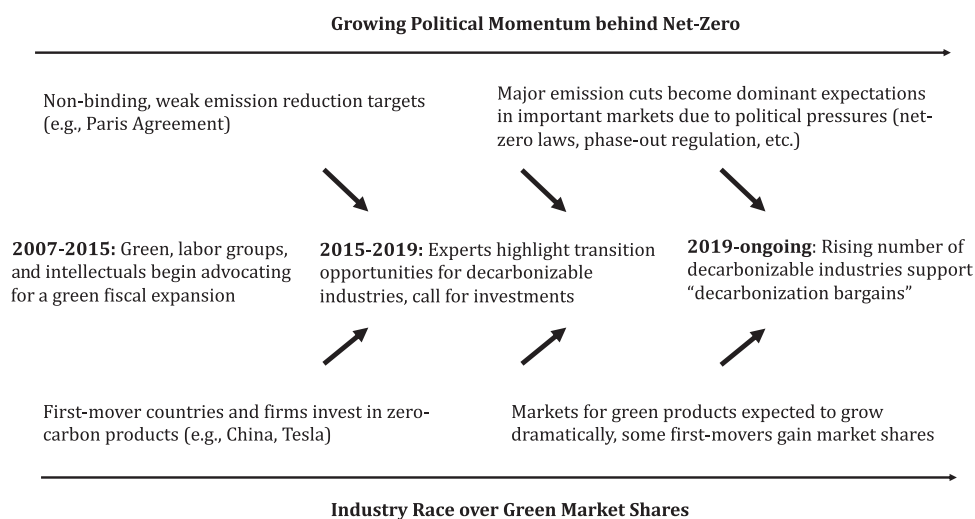 Growing Political Momentum behind Net-Zero
Non-binding, weak emission reduction targets
(e.g., Paris Agreement)
Major emission cuts become dominant expectations
in important markets due to political pressures (net-
zero laws, phase-out regulation, etc.)
2007-2015: Green, labor groups,
and intellectuals begin advocating
for a green fiscal expansion
2015-2019: Experts highlight transition
opportunities for decarbonizable
industries, call for investments
2019-ongoing: Rising number of
decarbonizable industries support
“decarbonization bargains”
First-mover countries and firms invest in zero-
carbon products (e.g., China, Tesla)
Markets for green products expected to grow
dramatically, some first-movers gain market shares
Industry Race over Green Market Shares